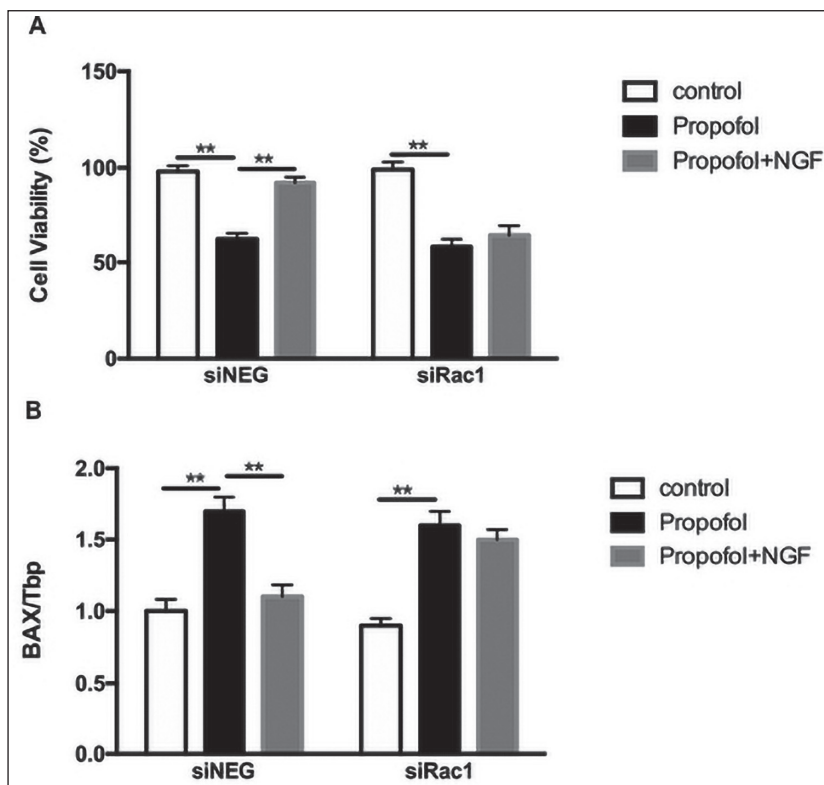 A
150
100
50
0
Cell Viability (%)
**
**
**
siNEG
siRac1
control
Propofol
Propofol+NGF
B
2.0
1.5
1.0
0.5
0.0
BAX/Tbp
**
**
**
siNEG
siRac1
control
Propofol
Propofol+NGF